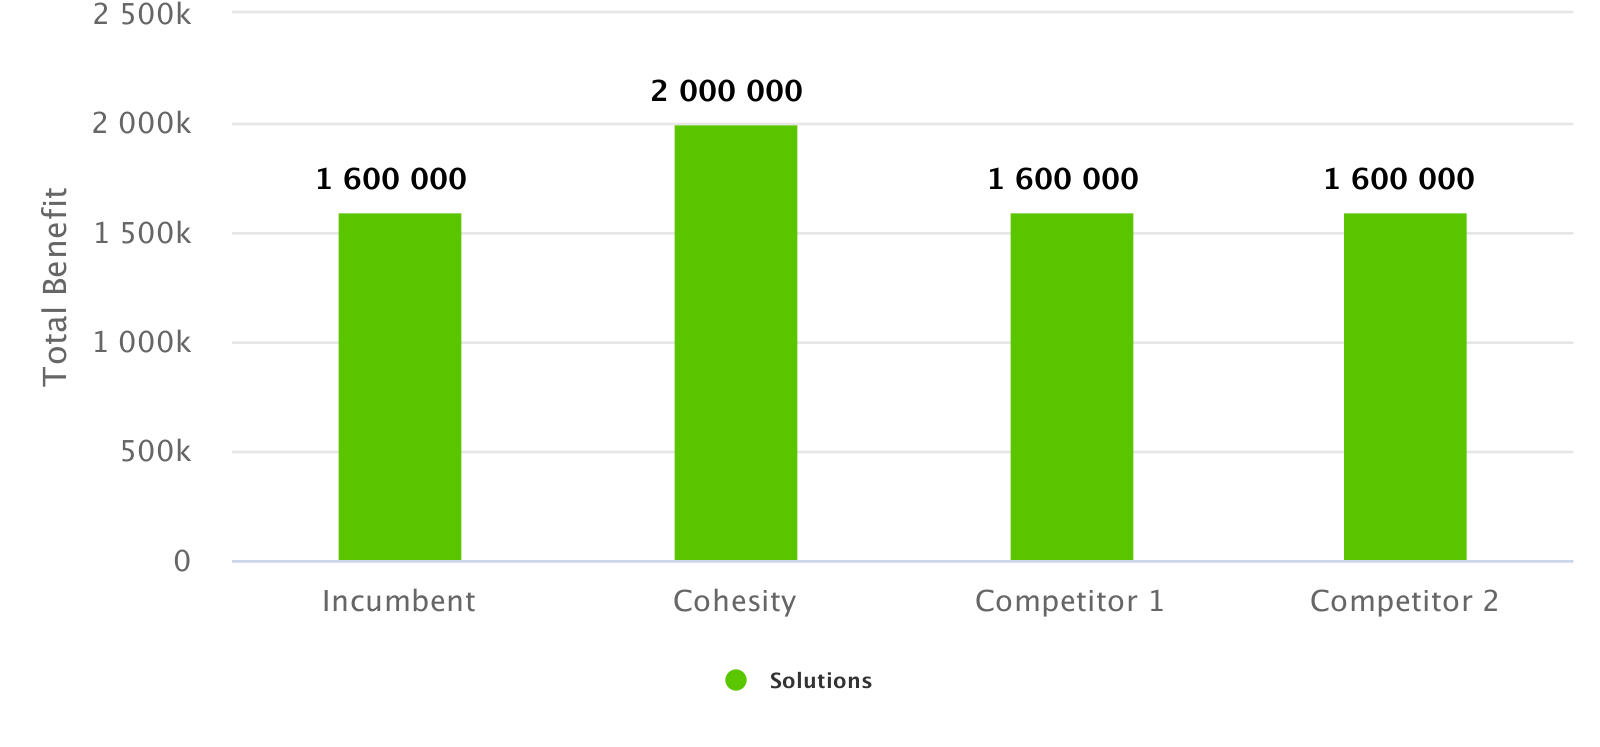 Total Benefit
2 500k
2 000k
1 500k
1 000k
500k
0
1 600 000
2 000 000
1 600 000
1 600 000
Incumbent
Cohesity
Competitor 1
Competitor 2
Solutions